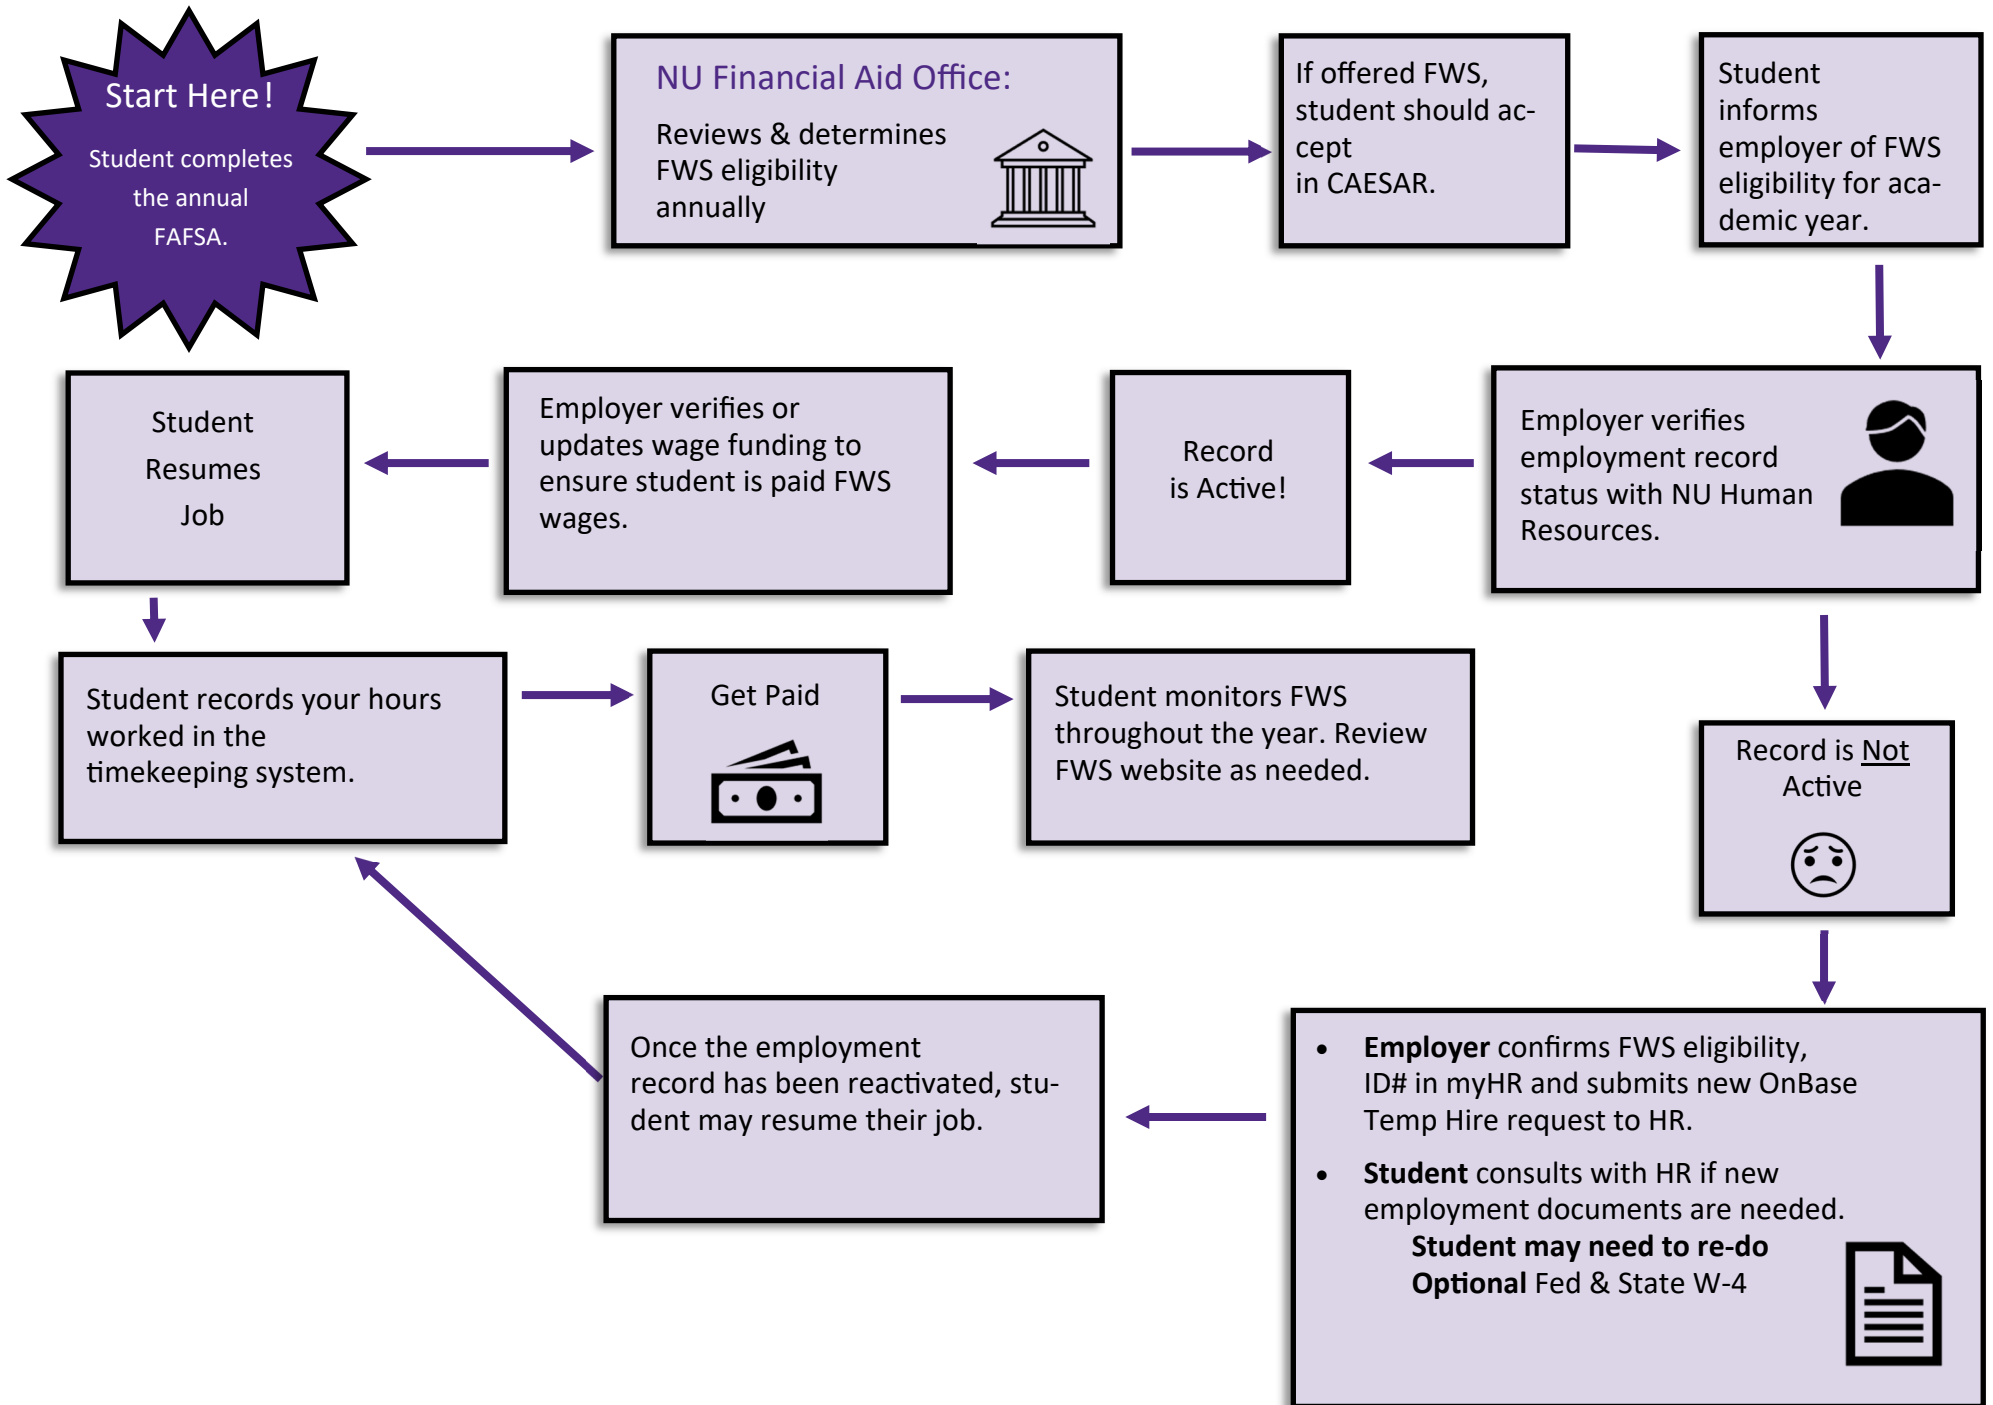 Start Here!
Student completes
the annual
FAFSA.
NU Financial Aid Office:
Reviews & determines
FWS eligibility
annually
If offered FWS,
student should ac-
cept
in CAESAR.
Student
informs
employer of FWS
eligibility for aca-
demic year.
Employer verifies
employment record
status with NU Human
Resources.
Record
is Active!
Employer verifies or
updates wage funding to
ensure student is paid FWS
wages.
Student
Resumes
Job
Student records your hours
worked in the
timekeeping system.
Get Paid
Student monitors FWS
throughout the year. Review
FWS website as needed.
Record is Not
Active
• Employer confirms FWS eligibility,
ID# in myHR and submits new OnBase
Temp Hire request to HR.
• Student consults with HR if new
employment documents are needed.
Student may need to re-do
Optional Fed & State W-4
Once the employment
record has been reactivated, stu-
dent may resume their job.